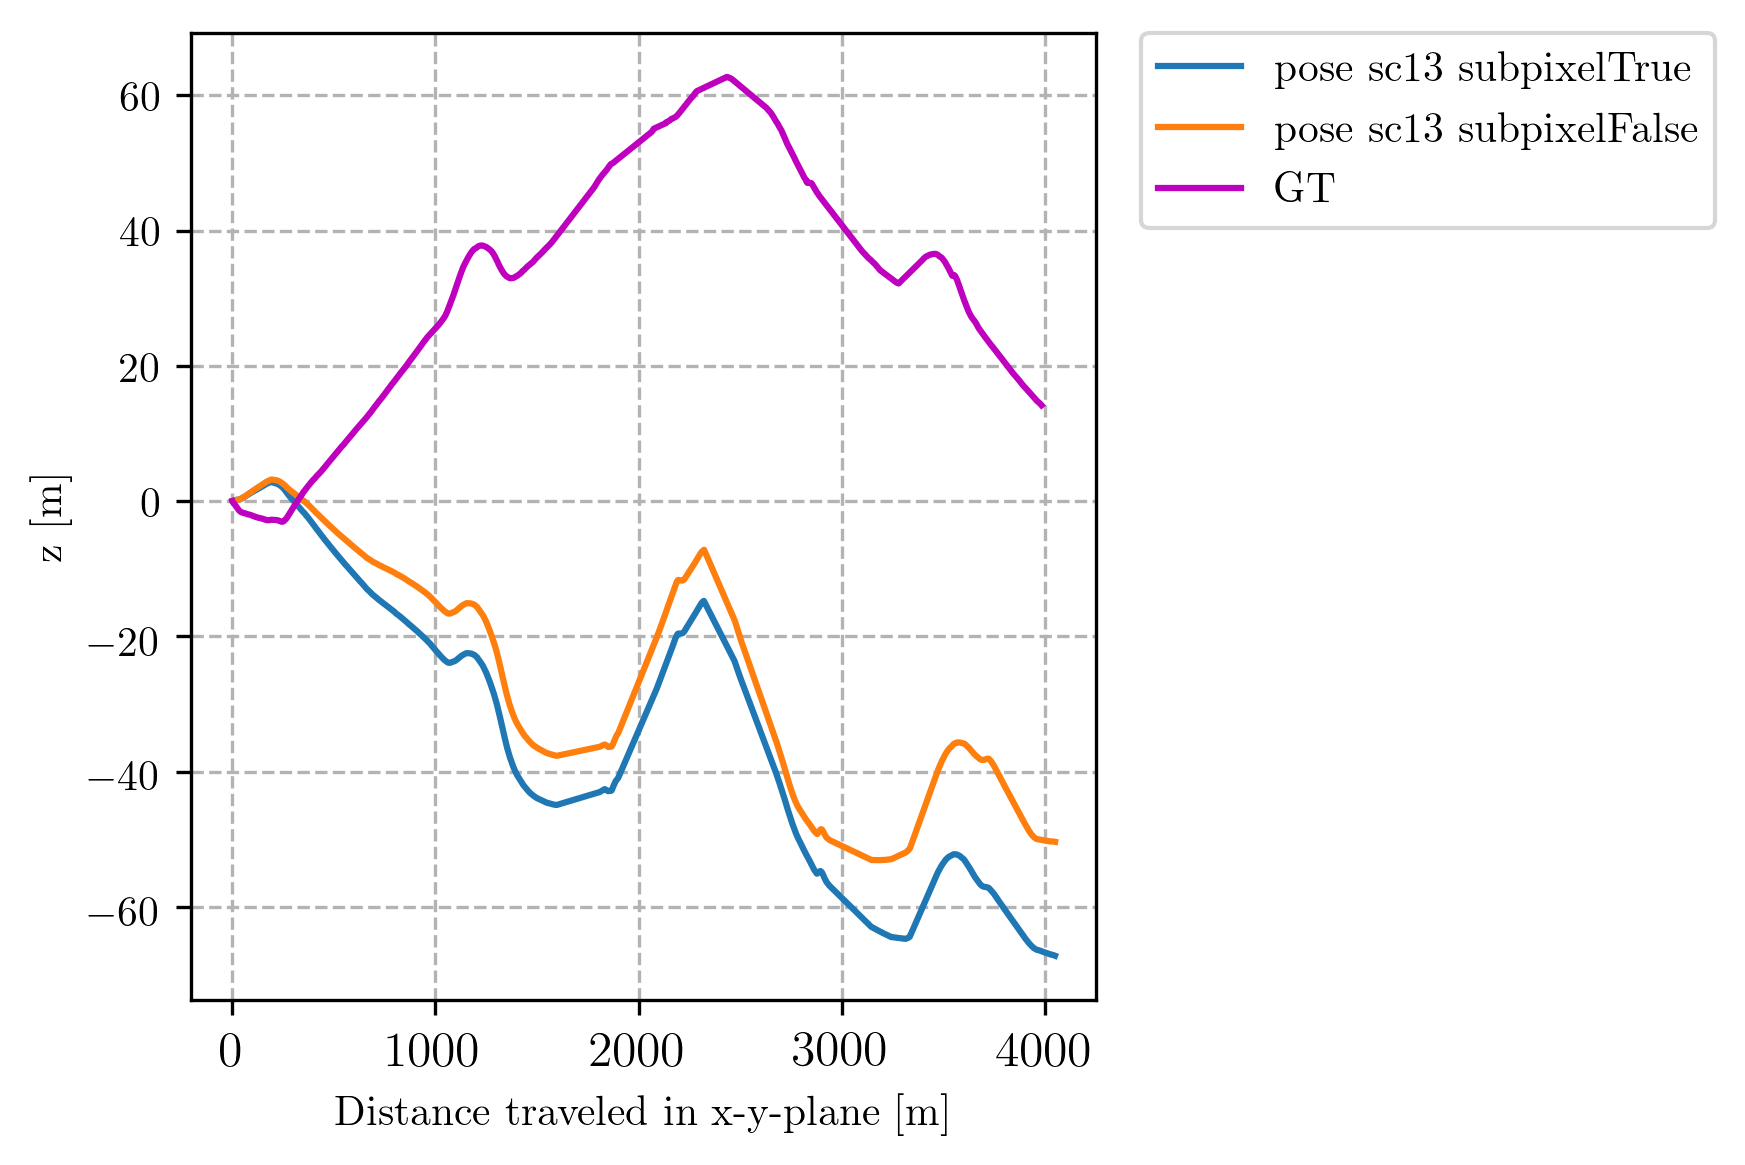 pose sc13 subpixelTrue
pose sc13 subpixelFalse
GT
60
40
20
0
−20
−40
−60
z [m]
0 1000 2000 3000 4000
Distance traveled in x-y-plane [m]